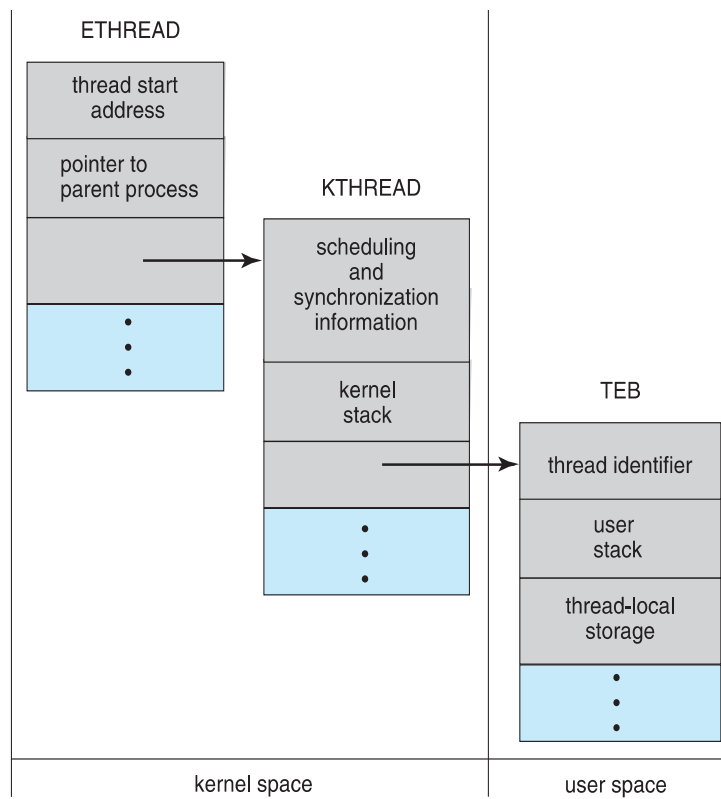 ETHREAD
thread start
address
pointer to
parent process
KTHREAD
scheduling
and
synchronization
information
kernel
stack
TEB
thread identifier
user
stack
thread-local
storage
kernel space
user space